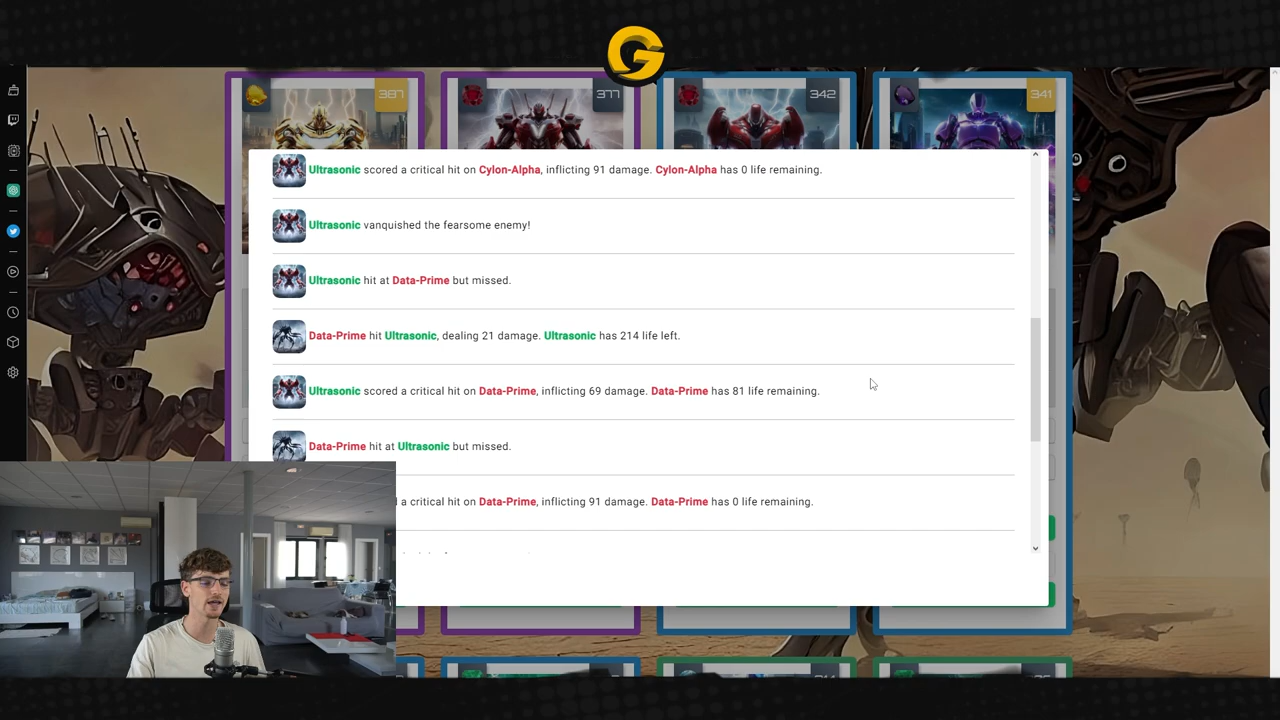 G
387
377
342
341
Ultrasonic scored a critical hit on Cylon-Alpha, inflicting 91 damage. Cylon-Alpha has 0 life remaining.
Ultrasonic vanquished the fearsome enemy!
Ultrasonic hit at Data-Prime but missed.
Data-Prime hit Ultrasonic, dealing 21 damage. Ultrasonic has 214 life left.
Ultrasonic scored a critical hit on Data-Prime, inflicting 69 damage. Data-Prime has 81 life remaining.
Data-Prime hit at Ultrasonic but missed.
a critical hit on Data-Prime, inflicting 91 damage. Data-Prime has 0 life remaining.